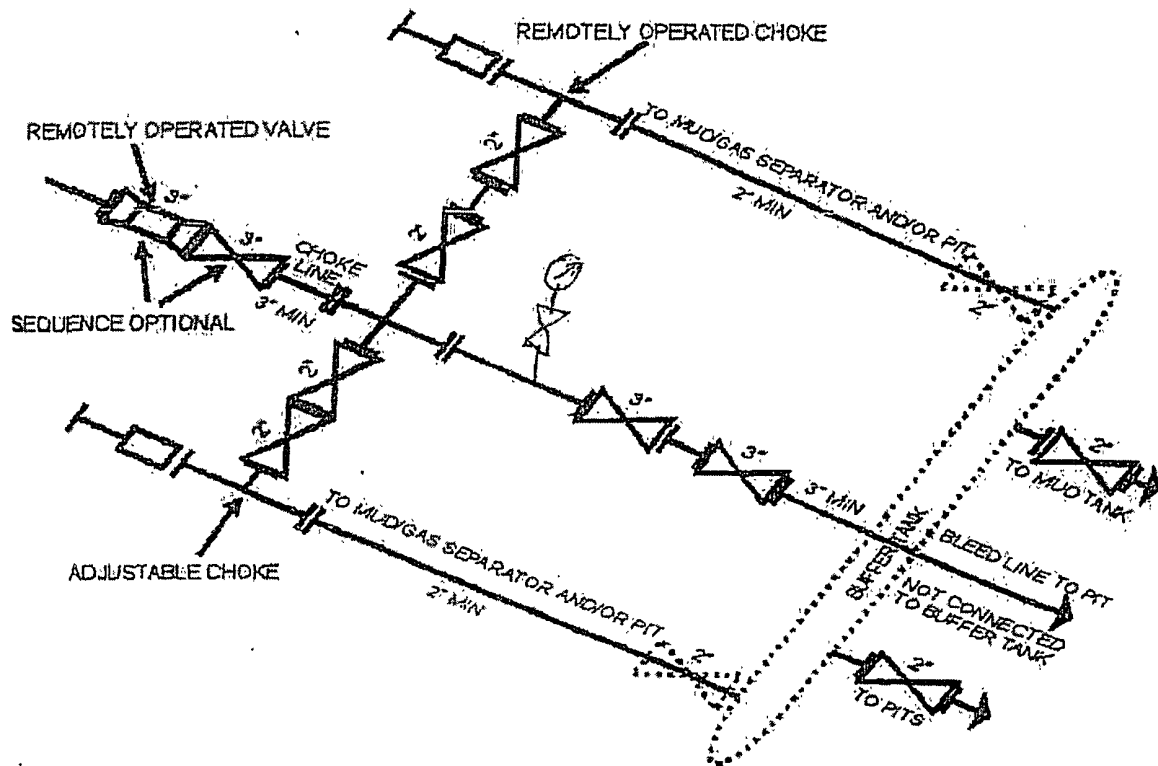 REMOTELY OPERATED CHOKE
REMOTELY OPERATED VALVE
3"
3"
CHOKE
LINE
3" MIN
SEQUENCE OPTIONAL
2"
2"
2"
2"
TO MUD/GAS SEPARATOR AND/OR PIT
2" MIN
2"
3"
3"
3" MIN
ADJUSTABLE CHOKE
TO MUD/GAS SEPARATOR AND/OR PIT
2" MIN
2"
BUFFER TANK
2"
TO MUD TANK
BLEED LINE TO PIT
NOT CONNECTED
TO BUFFER TANK
2"
TO PITS